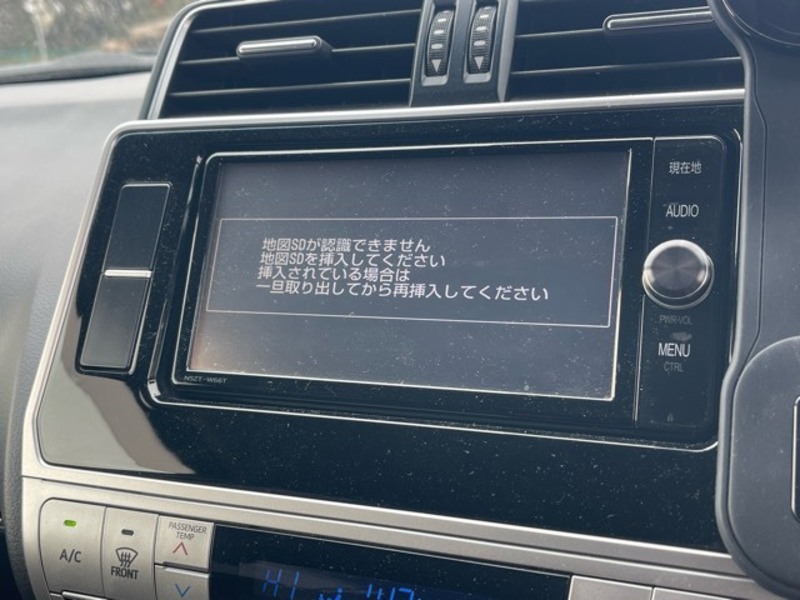 現在地
AUDIO
地図SDが認識できません
地図SDを挿入してください
挿入されている場合は
一旦取り出してから再挿入してください
PWR·VOL
MENU
CTRL
NSZT-W66T
A/C
FRONT
PASSENGER
TEMP
HI